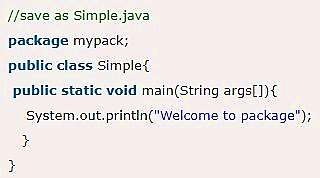 //save as Simple.java
package mypack;
public class Simple{
public static void main(String args[]){
System.out.println("Welcome to package");
}
}